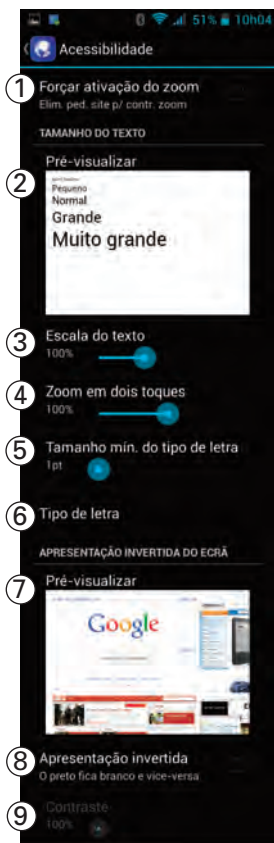 51% 10h04
Acessibilidade
1 Forçar ativação do zoom
Elim. ped. site p/ contr. zoom
TAMANHO DO TEXTO
Pré-visualizar
2
Pequeno
Normal
Grande
Muito grande
3 Escala do texto
100%
4 Zoom em dois toques
100%
5 Tamanho mín. do tipo de letra
1pt
6 Tipo de letra
APRESENTAÇÃO INVERTIDA DO ECRÃ
7 Pré-visualizar
Google
8 Apresentação invertida
O preto fica branco e vice-versa
9 Contraste
100%